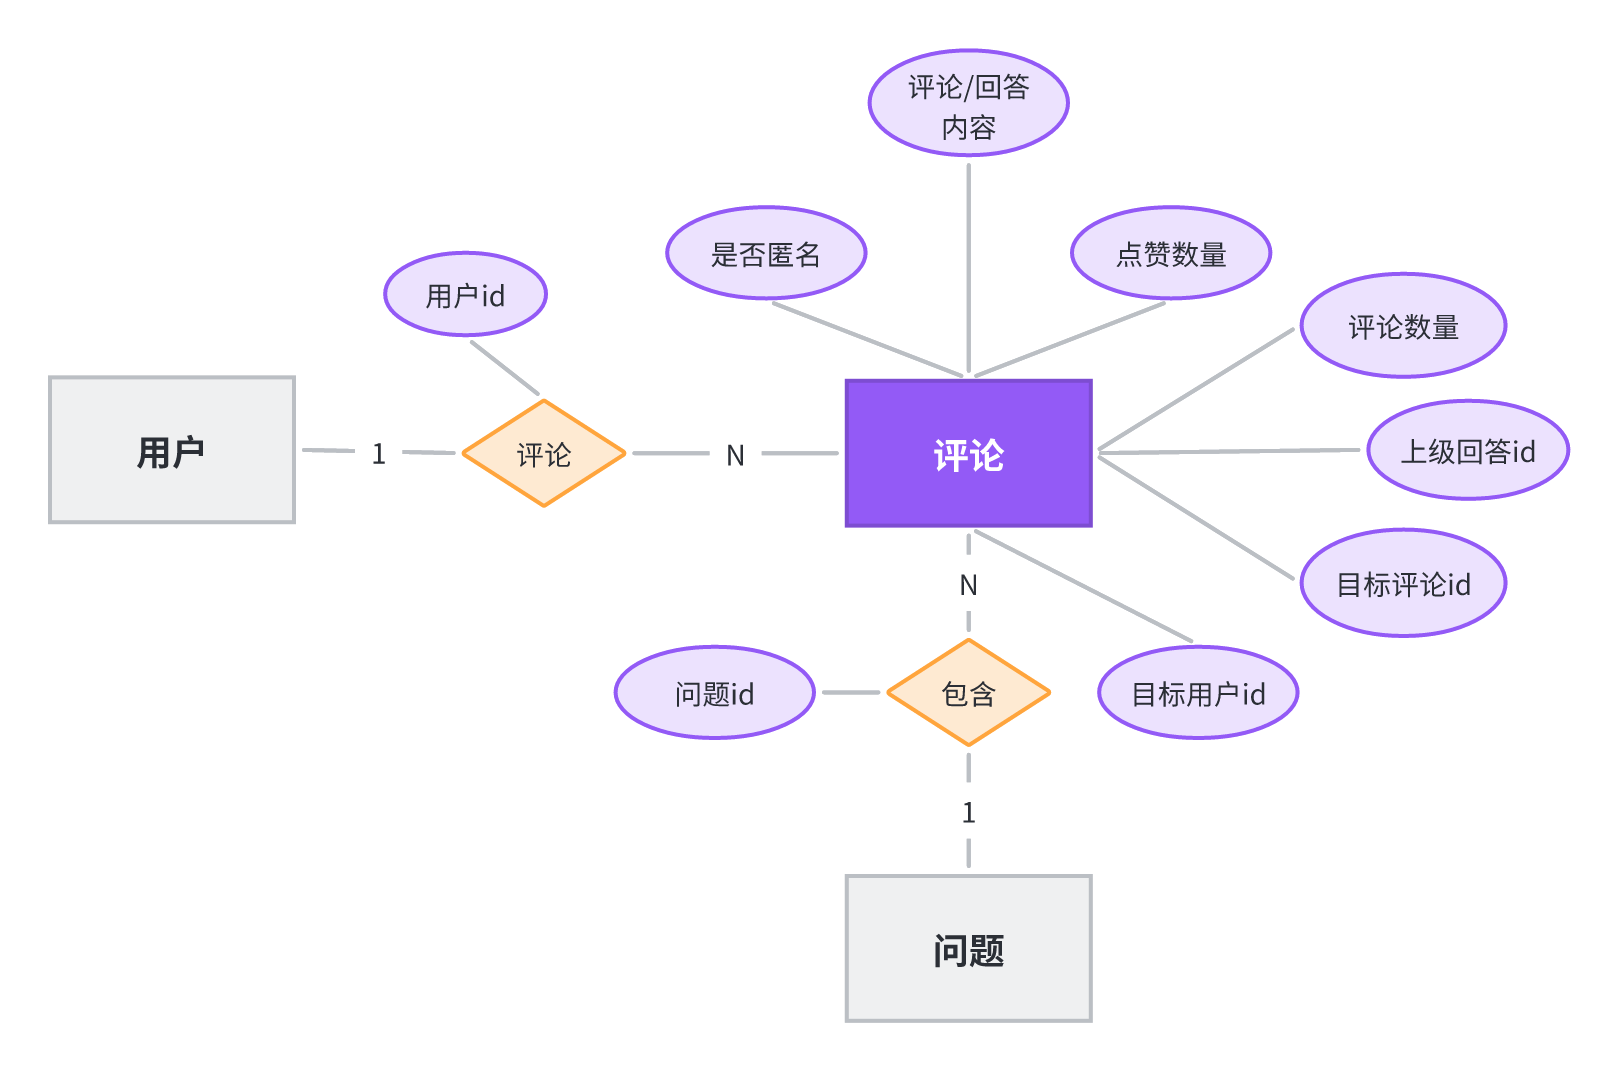 评论/回答
内容
是否匿名
点赞数量
用户id
评论数量
用户
1
评论
N
评论
上级回答id
目标评论id
N
问题id
包含
目标用户id
1
问题